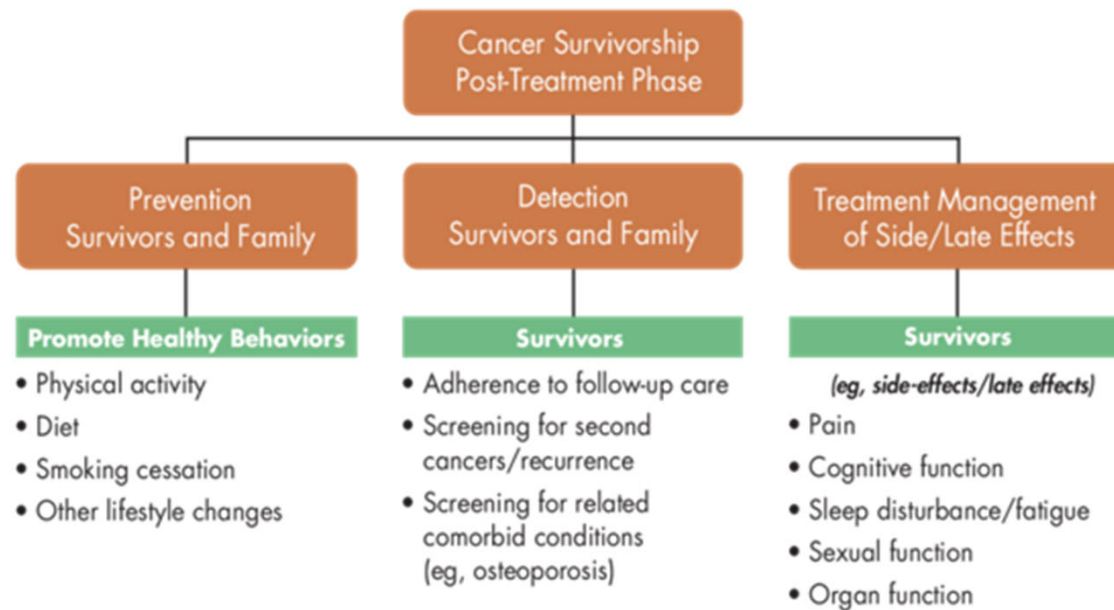 Cancer Survivorship
Post-Treatment Phase
Prevention
Survivors and Family
Detection
Survivors and Family
Treatment Management
of Side/Late Effects
Promote Healthy Behaviors
• Physical activity
• Diet
• Smoking cessation
• Other lifestyle changes
Survivors
• Adherence to follow-up care
• Screening for second
cancers/recurrence
• Screening for related
comorbid conditions
(eg, osteoporosis)
Survivors
(eg, side-effects/late effects)
• Pain
• Cognitive function
• Sleep disturbance/fatigue
• Sexual function
• Organ function